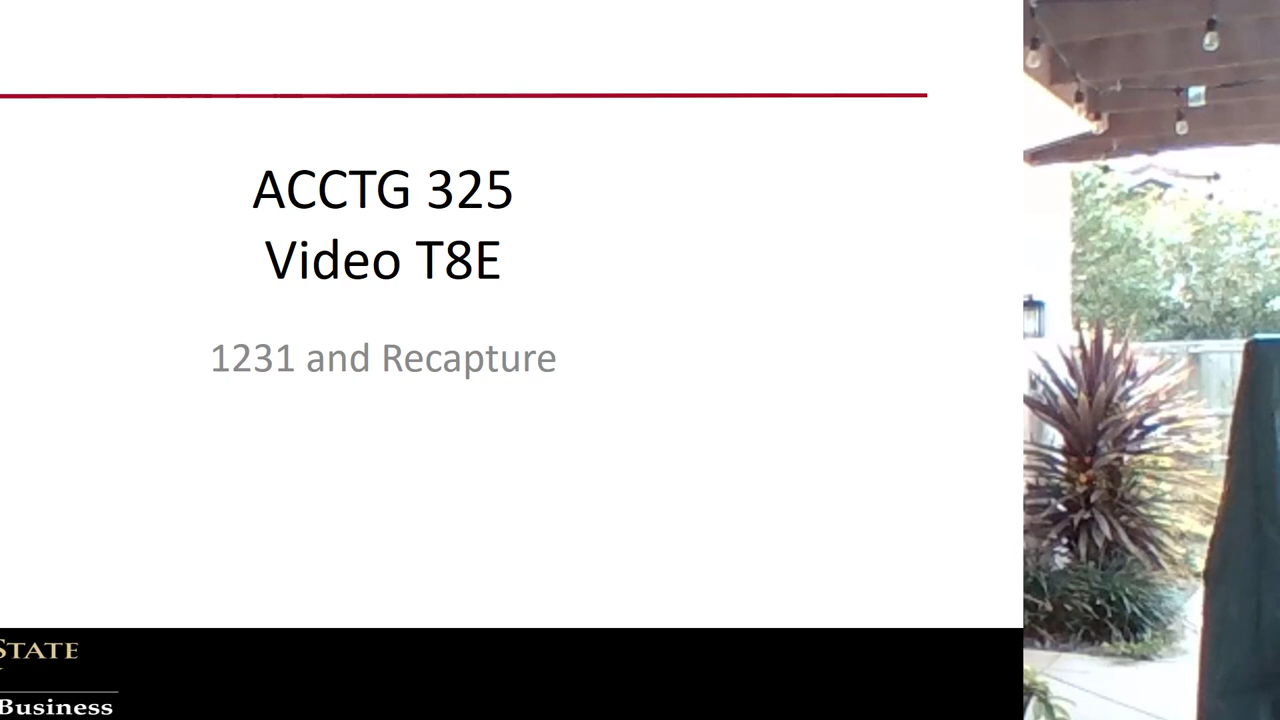 ACCTG 325
Video T8E
1231 and Recapture
STATE
Business